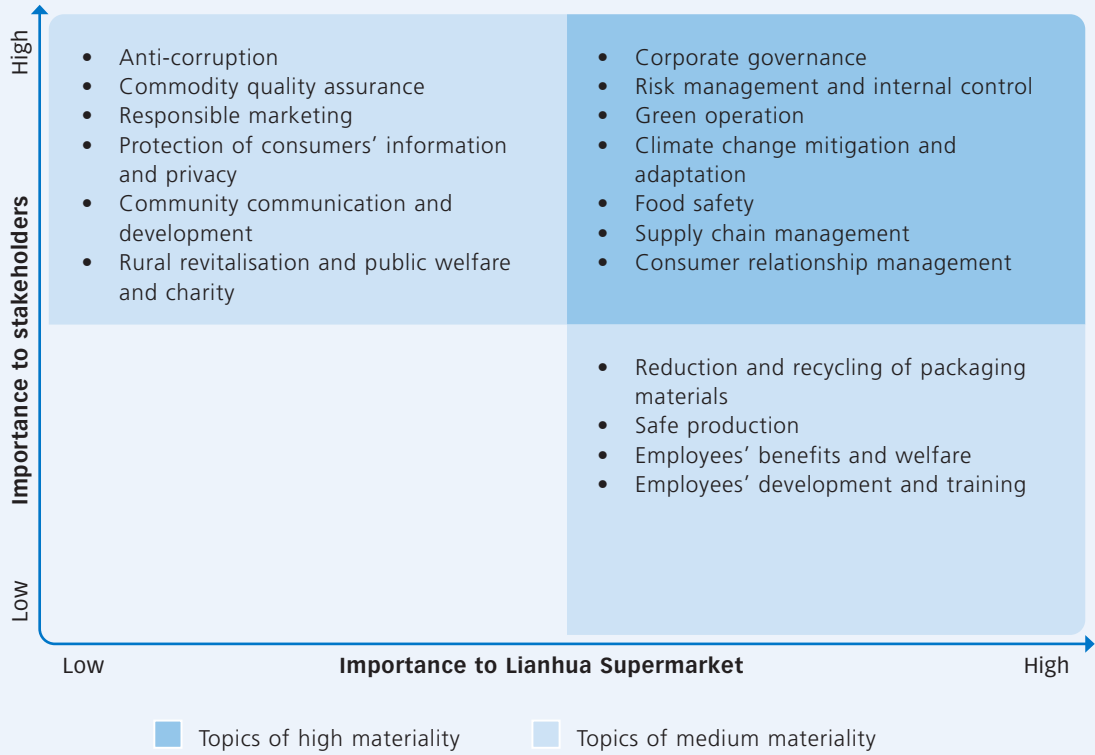 High
Importance to stakeholders
Low
• Anti-corruption
• Commodity quality assurance
• Responsible marketing
• Protection of consumers’ information
and privacy
• Community communication and
development
• Rural revitalisation and public welfare
and charity
• Corporate governance
• Risk management and internal control
• Green operation
• Climate change mitigation and
adaptation
• Food safety
• Supply chain management
• Consumer relationship management
• Reduction and recycling of packaging
materials
• Safe production
• Employees’ benefits and welfare
• Employees’ development and training
Low
Importance to Lianhua Supermarket
High
Topics of high materiality
Topics of medium materiality